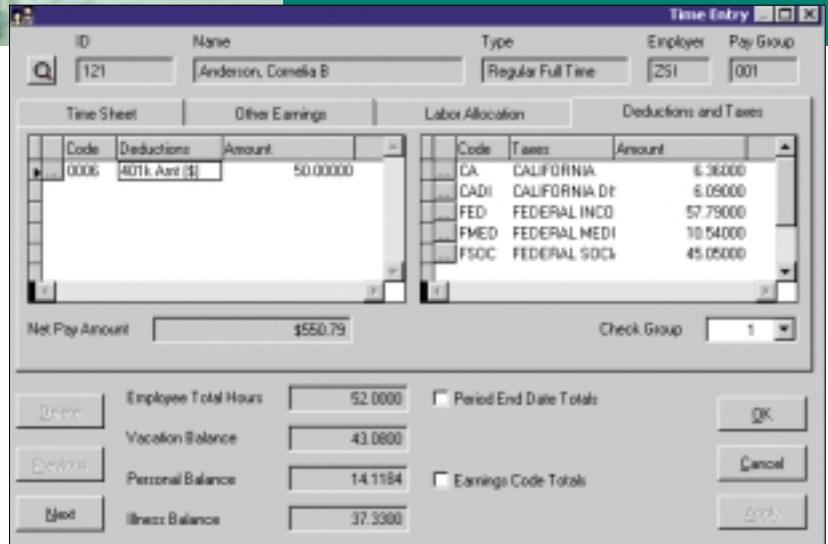 Time Entry
ID Name Type Employer Pay Group
121 Anderson, Cornelia B Regular Full Time ZSI 001
Time Sheet Other Earnings Labor Allocation Deductions and Taxes
Code Deductions Amount
0006 401k Amt ($) 50.00000
Code Taxes Amount
CA CALIFORNIA 6.36000
CADI CALIFORNIA DI 6.09000
FED FEDERAL INCO 57.79000
FMED FEDERAL MEDI 10.54000
FSOC FEDERAL SOCI 45.05000
Net Pay Amount $550.79
Check Group 1
Delete Employee Total Hours 52.0000 Period End Date Totals OK
Vacation Balance 43.0800
Previous Personal Balance 14.1184 Earnings Code Totals Cancel
Next Illness Balance 37.3300 Apply